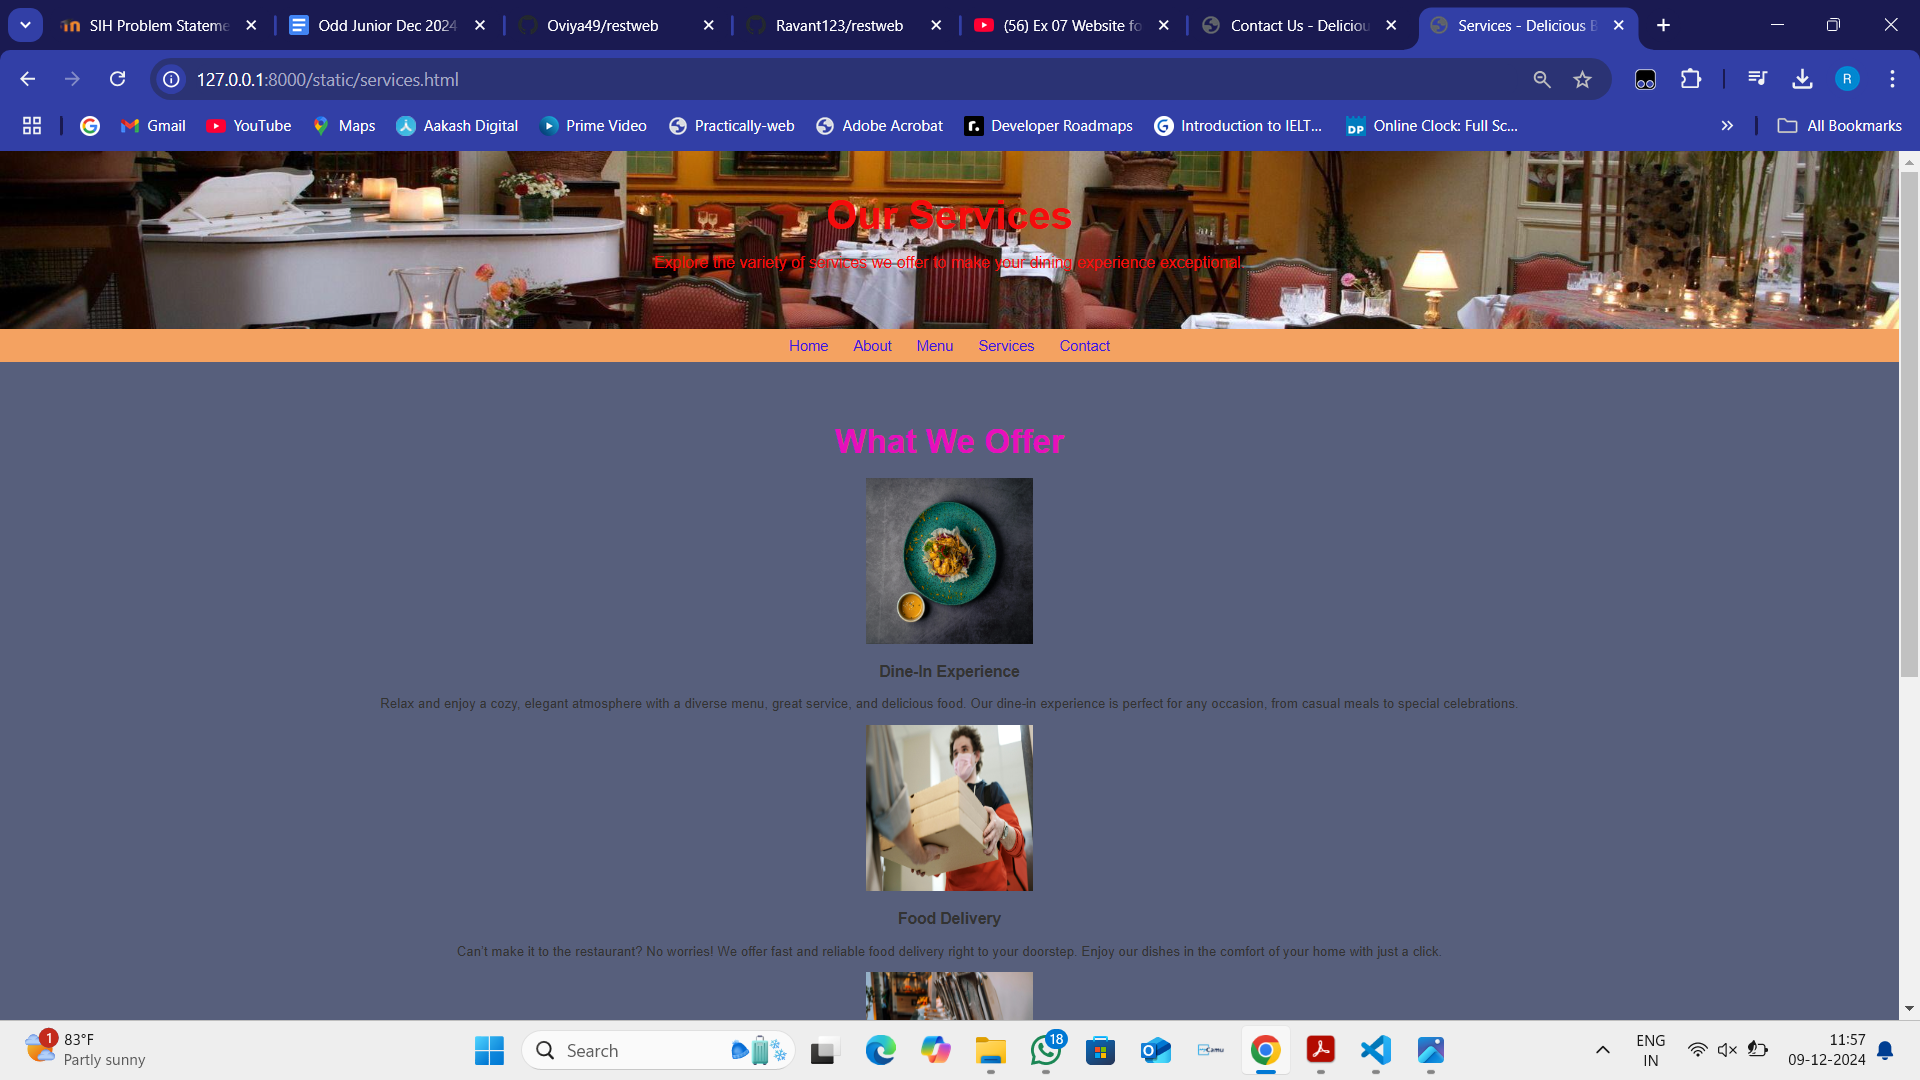 SIH Problem Stateme
Odd Junior Dec 2024
Oviya49/restweb
Ravant123/restweb
(56) Ex 07 Website fo
Contact Us - Deliciou
Services - Delicious B
127.0.0.1:8000/static/services.html
R
Gmail
YouTube
Maps
Aakash Digital
Prime Video
Practically-web
Adobe Acrobat
Developer Roadmaps
Introduction to IELT...
DP
Online Clock: Full Sc...
All Bookmarks
Our Services
Explore the variety of services we offer to make your dining experience exceptional.
Home
About
Menu
Services
Contact
What We Offer
Dine-In Experience
Relax and enjoy a cozy, elegant atmosphere with a diverse menu, great service, and delicious food. Our dine-in experience is perfect for any occasion, from casual meals to special celebrations.
Food Delivery
Can't make it to the restaurant? No worries! We offer fast and reliable food delivery right to your doorstep. Enjoy our dishes in the comfort of your home with just a click.
1
83°F
Partly sunny
Search
18
Camu
ENG
IN
11:57
09-12-2024